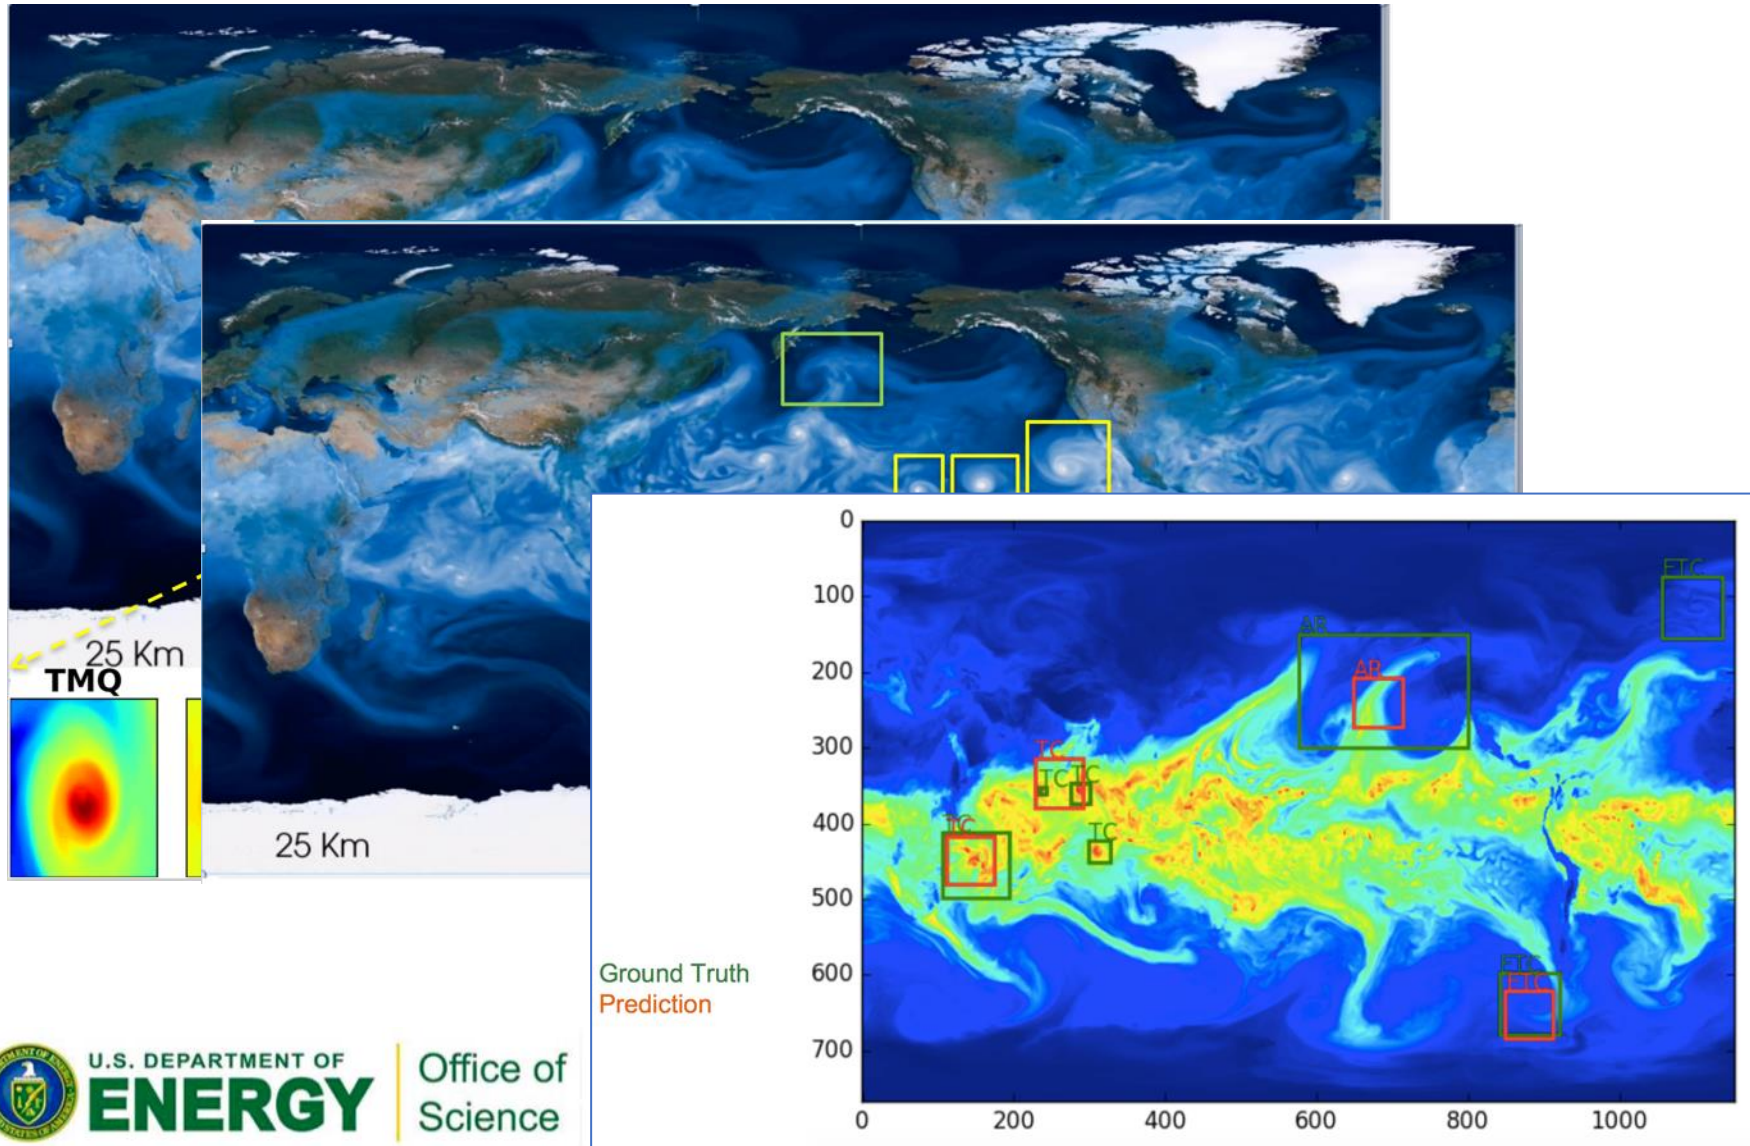 25 Km
TMQ
25 Km
0
100
200
300
400
500
600
700
0
200
400
600
800
1000
ETC
AR
AR
TC
TC
TC
TC
TC
ETC
ETC
Ground Truth
Prediction
U.S. DEPARTMENT OF
ENERGY
Office of
Science